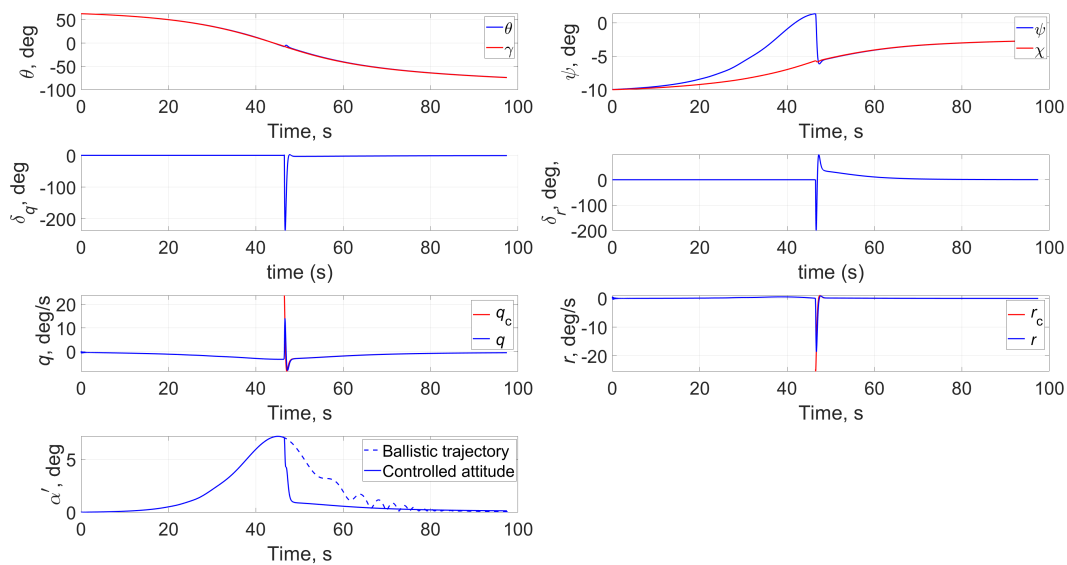 θ, deg
50
0
-50
-100
θ
γ
0 20 40 60 80 100
Time, s
ψ, deg
0
-5
-10
ψ
χ
0 20 40 60 80 100
Time, s
δq, deg
0
-100
-200
0 20 40 60 80 100
time (s)
δr, deg,
0
-100
-200
0 20 40 60 80 100
time (s)
q, deg/s
20
10
0
qc
q
0 20 40 60 80 100
Time, s
r, deg/s
0
-10
-20
rc
r
0 20 40 60 80 100
Time, s
α′, deg
5
0
Ballistic trajectory
Controlled attitude
0 20 40 60 80 100
Time, s